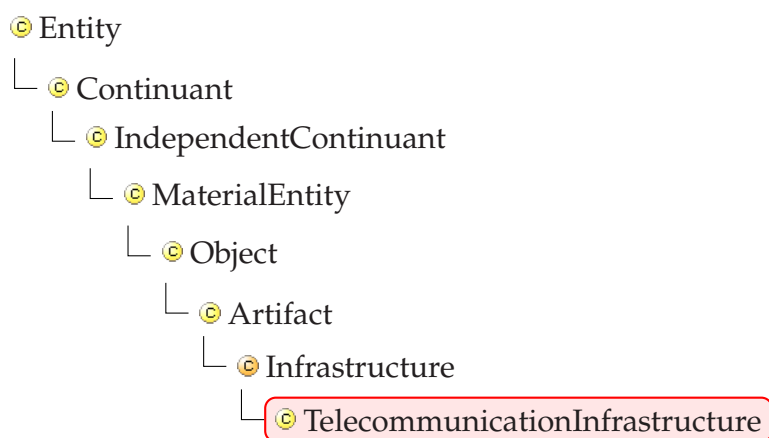 Entity
Continuant
IndependentContinuant
MaterialEntity
Object
Artifact
Infrastructure
TelecommunicationInfrastructure